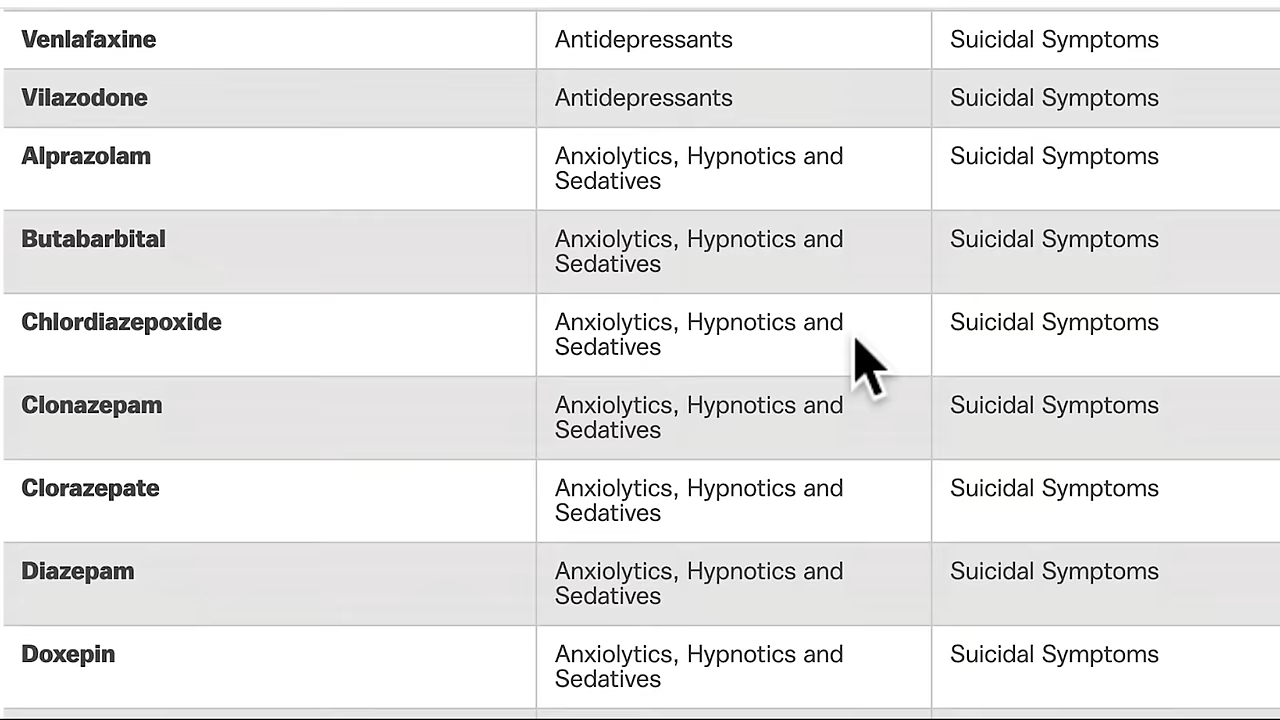 Venlafaxine Antidepressants Suicidal Symptoms
Vilazodone Antidepressants Suicidal Symptoms
Alprazolam Anxiolytics, Hypnotics and Suicidal Symptoms
Sedatives
Butabarbital Anxiolytics, Hypnotics and Suicidal Symptoms
Sedatives
Chlordiazepoxide Anxiolytics, Hypnotics and Suicidal Symptoms
Sedatives
Clonazepam Anxiolytics, Hypnotics and Suicidal Symptoms
Sedatives
Clorazepate Anxiolytics, Hypnotics and Suicidal Symptoms
Sedatives
Diazepam Anxiolytics, Hypnotics and Suicidal Symptoms
Sedatives
Doxepin Anxiolytics, Hypnotics and Suicidal Symptoms
Sedatives